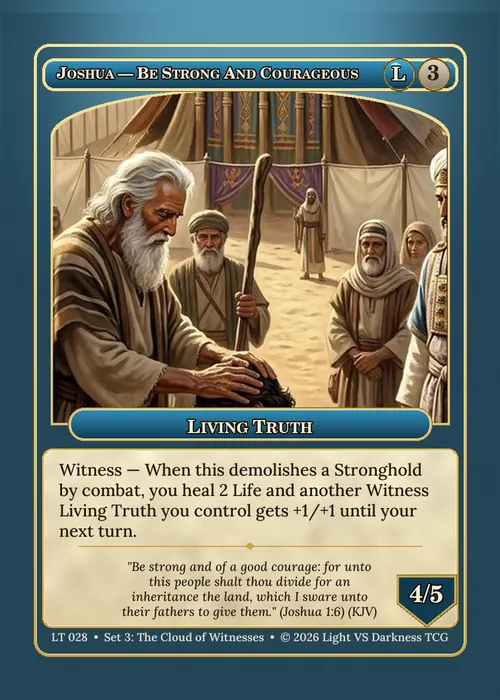 Joshua — Be Strong And Courageous
L 3
Living Truth
Witness — When this demolishes a Stronghold
by combat, you heal 2 Life and another Witness
Living Truth you control gets +1/+1 until your
next turn.
"Be strong and of a good courage: for unto
this people shalt thou divide for an
inheritance the land, which I sware unto
their fathers to give them." (Joshua 1:6) (KJV)
4/5
LT 028 • Set 3: The Cloud of Witnesses • © 2026 Light VS Darkness TCG